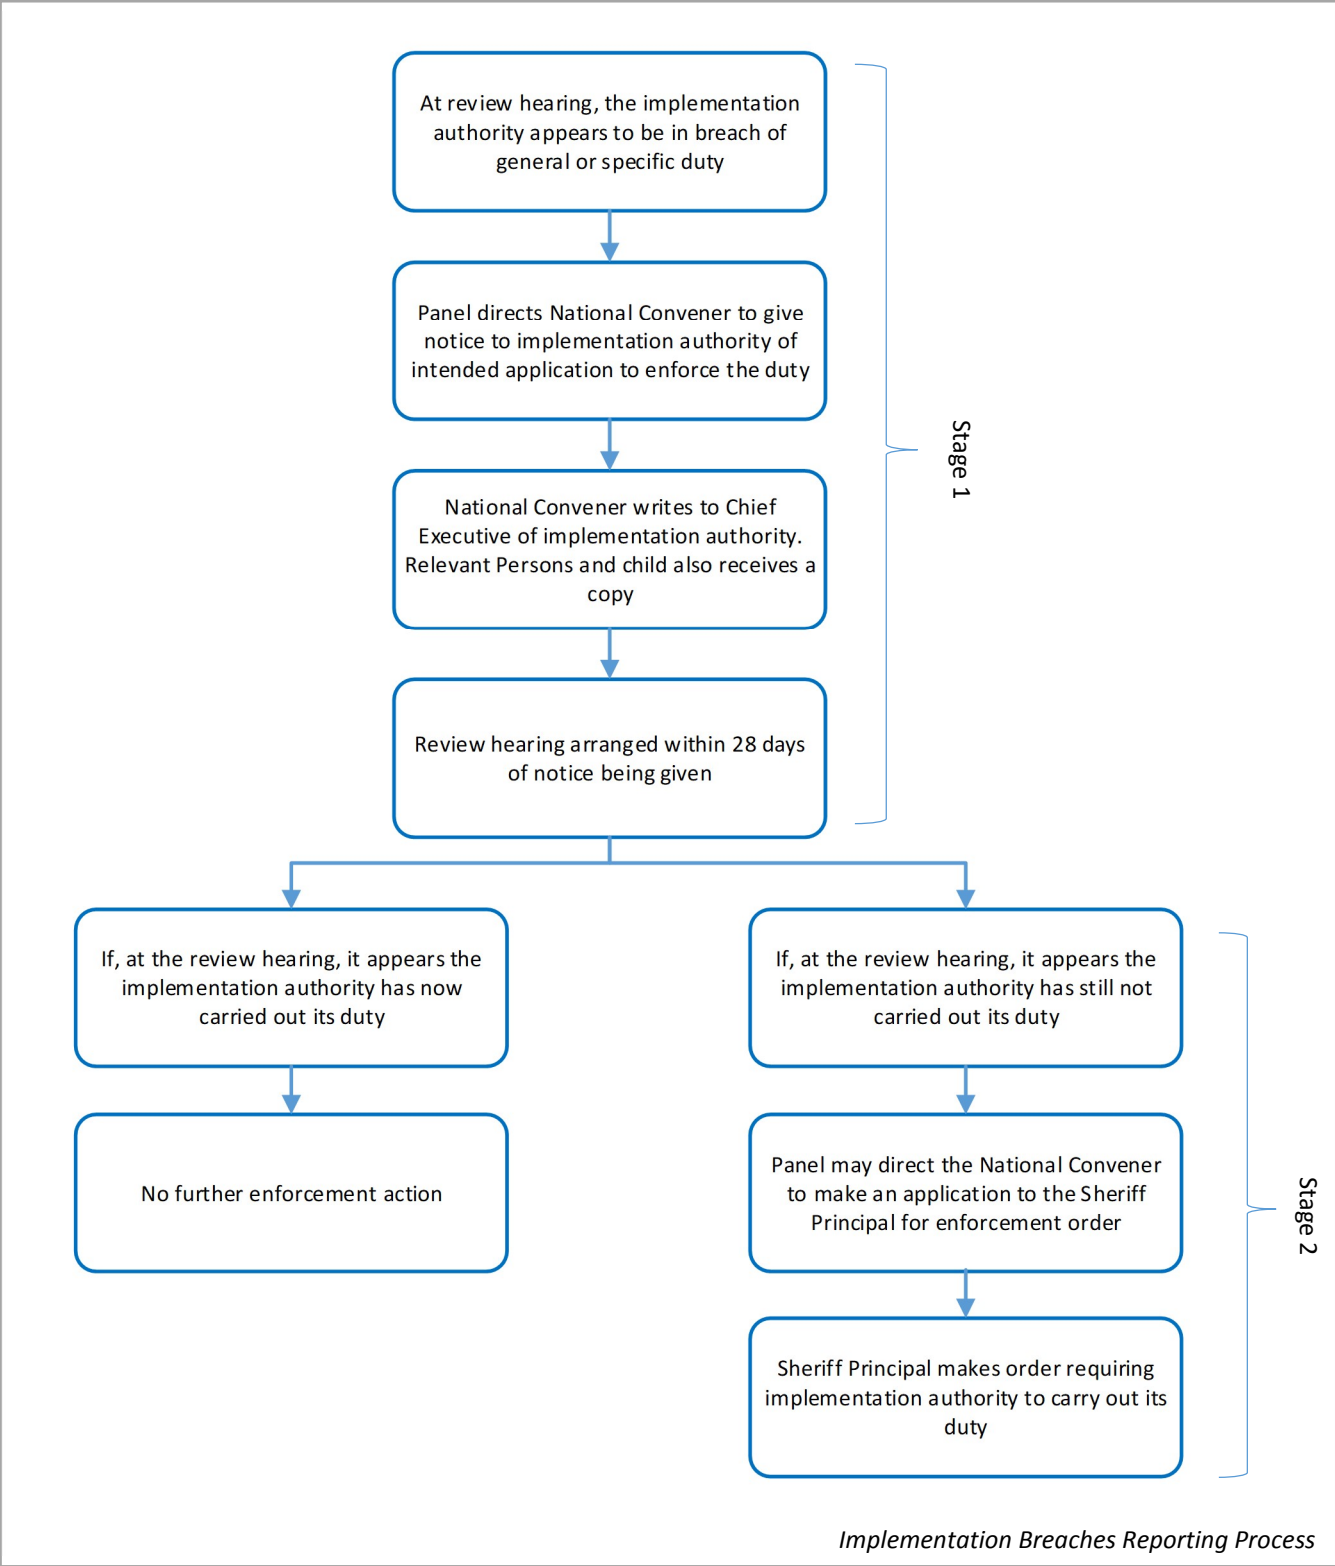 At review hearing, the implementation
authority appears to be in breach of
general or specific duty
Panel directs National Convener to give
notice to implementation authority of
intended application to enforce the duty
Stage 1
National Convener writes to Chief
Executive of implementation authority.
Relevant Persons and child also receives a
copy
Review hearing arranged within 28 days
of notice being given
If, at the review hearing, it appears the
implementation authority has now
carried out its duty
No further enforcement action
If, at the review hearing, it appears the
implementation authority has still not
carried out its duty
Panel may direct the National Convener
to make an application to the Sheriff
Principal for enforcement order
Stage 2
Sheriff Principal makes order requiring
implementation authority to carry out its
duty
Implementation Breaches Reporting Process